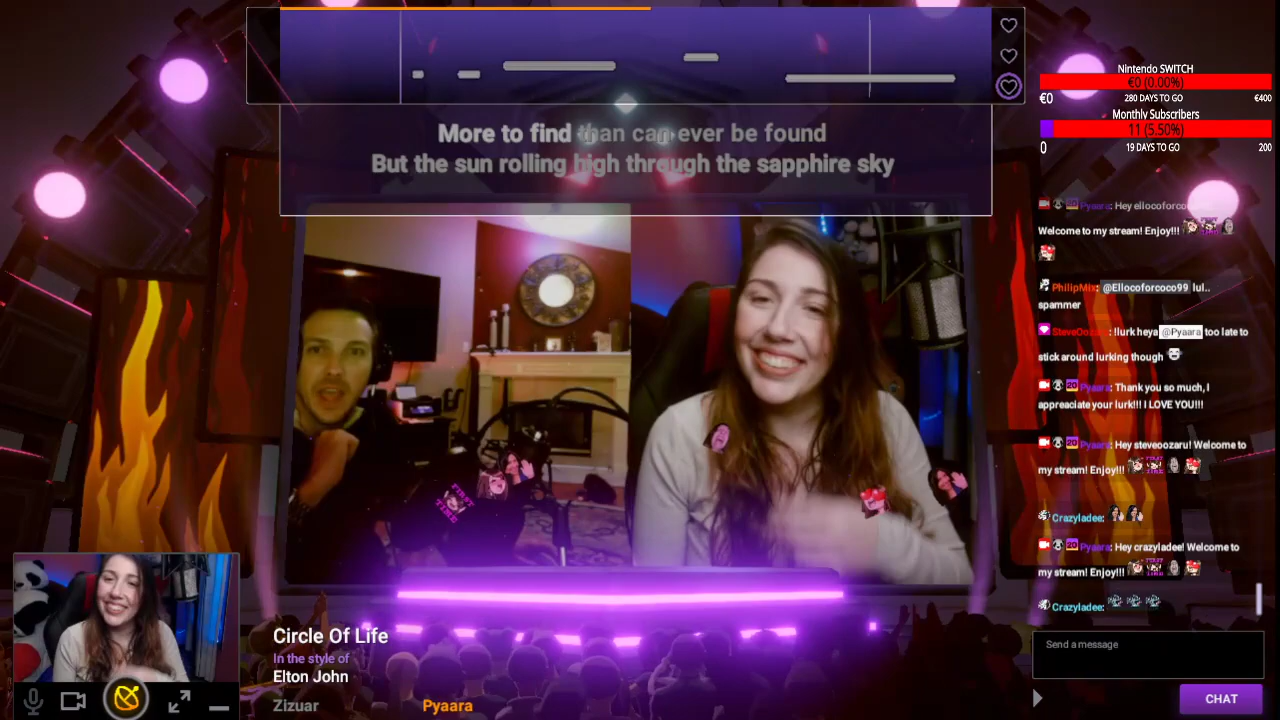 More to find than can ever be found
But the sun rolling high through the sapphire sky
Nintendo SWITCH
€0 (0.00%)
€0 280 DAYS TO GO €400
Monthly Subscribers
11 (5.50%)
0 19 DAYS TO GO 200
Pyaara: Hey ellocoforcoco
Welcome to my stream! Enjoy!!!
PhilipMix: @Ellocoforcoco99 lul..
spammer
SteveOoz: !lurk heya @Pyaara too late to
stick around lurking though
Pyaara: Thank you so much, I
appreaciate your lurk!!! I LOVE YOU!!!
Pyaara: Hey steveoozaru! Welcome to
my stream! Enjoy!!!
Crazyladee:
Pyaara: Hey crazyladee! Welcome to
my stream! Enjoy!!!
Crazyladee:
Send a message
CHAT
FIRST TIME
Circle Of Life
In the style of
Elton John
Zizuar Pyaara